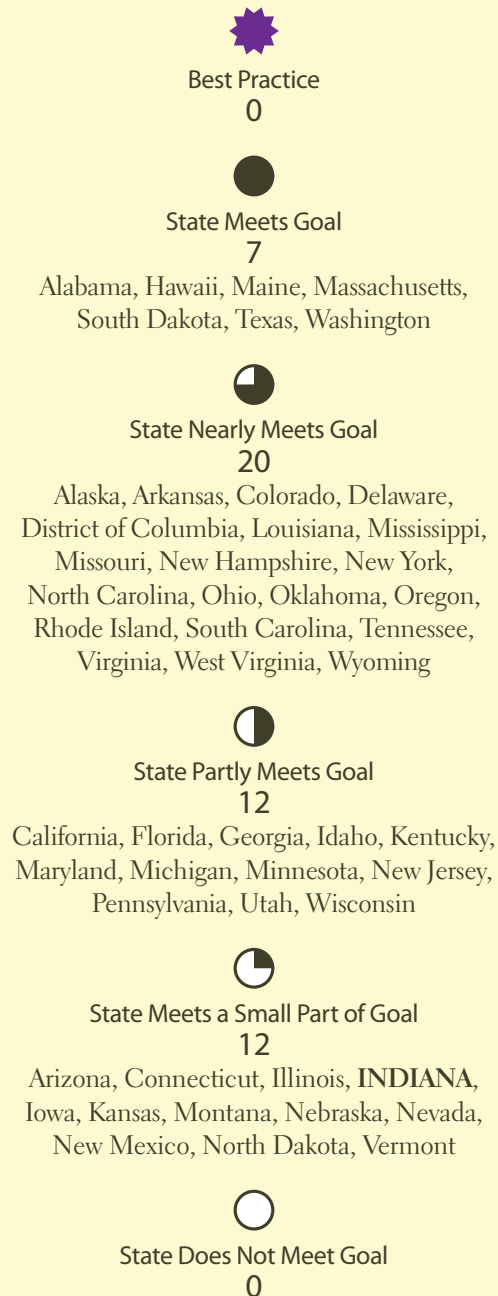 Best Practice
0
State Meets Goal
7
Alabama, Hawaii, Maine, Massachusetts,
South Dakota, Texas, Washington
State Nearly Meets Goal
20
Alaska, Arkansas, Colorado, Delaware,
District of Columbia, Louisiana, Mississippi,
Missouri, New Hampshire, New York,
North Carolina, Ohio, Oklahoma, Oregon,
Rhode Island, South Carolina, Tennessee,
Virginia, West Virginia, Wyoming
State Partly Meets Goal
12
California, Florida, Georgia, Idaho, Kentucky,
Maryland, Michigan, Minnesota, New Jersey,
Pennsylvania, Utah, Wisconsin
State Meets a Small Part of Goal
12
Arizona, Connecticut, Illinois, INDIANA,
Iowa, Kansas, Montana, Nebraska, Nevada,
New Mexico, North Dakota, Vermont
State Does Not Meet Goal
0